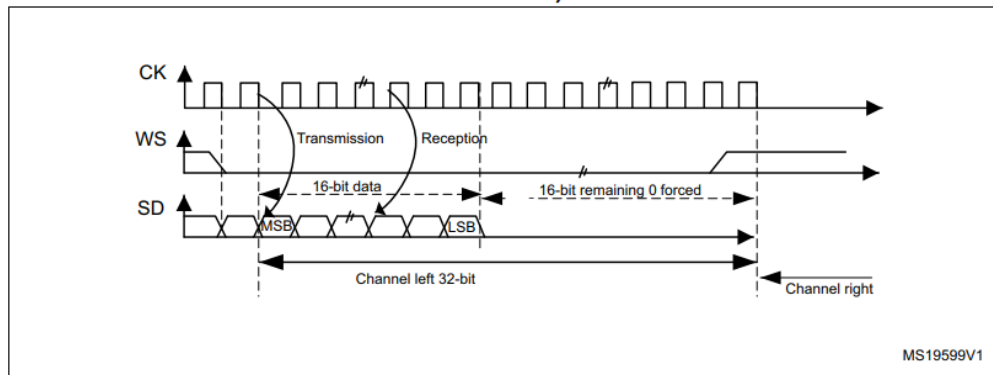 CK
Transmission
Reception
WS
16-bit data
16-bit remaining 0 forced
SD
MSB
LSB
Channel left 32-bit
Channel right
MS19599V1